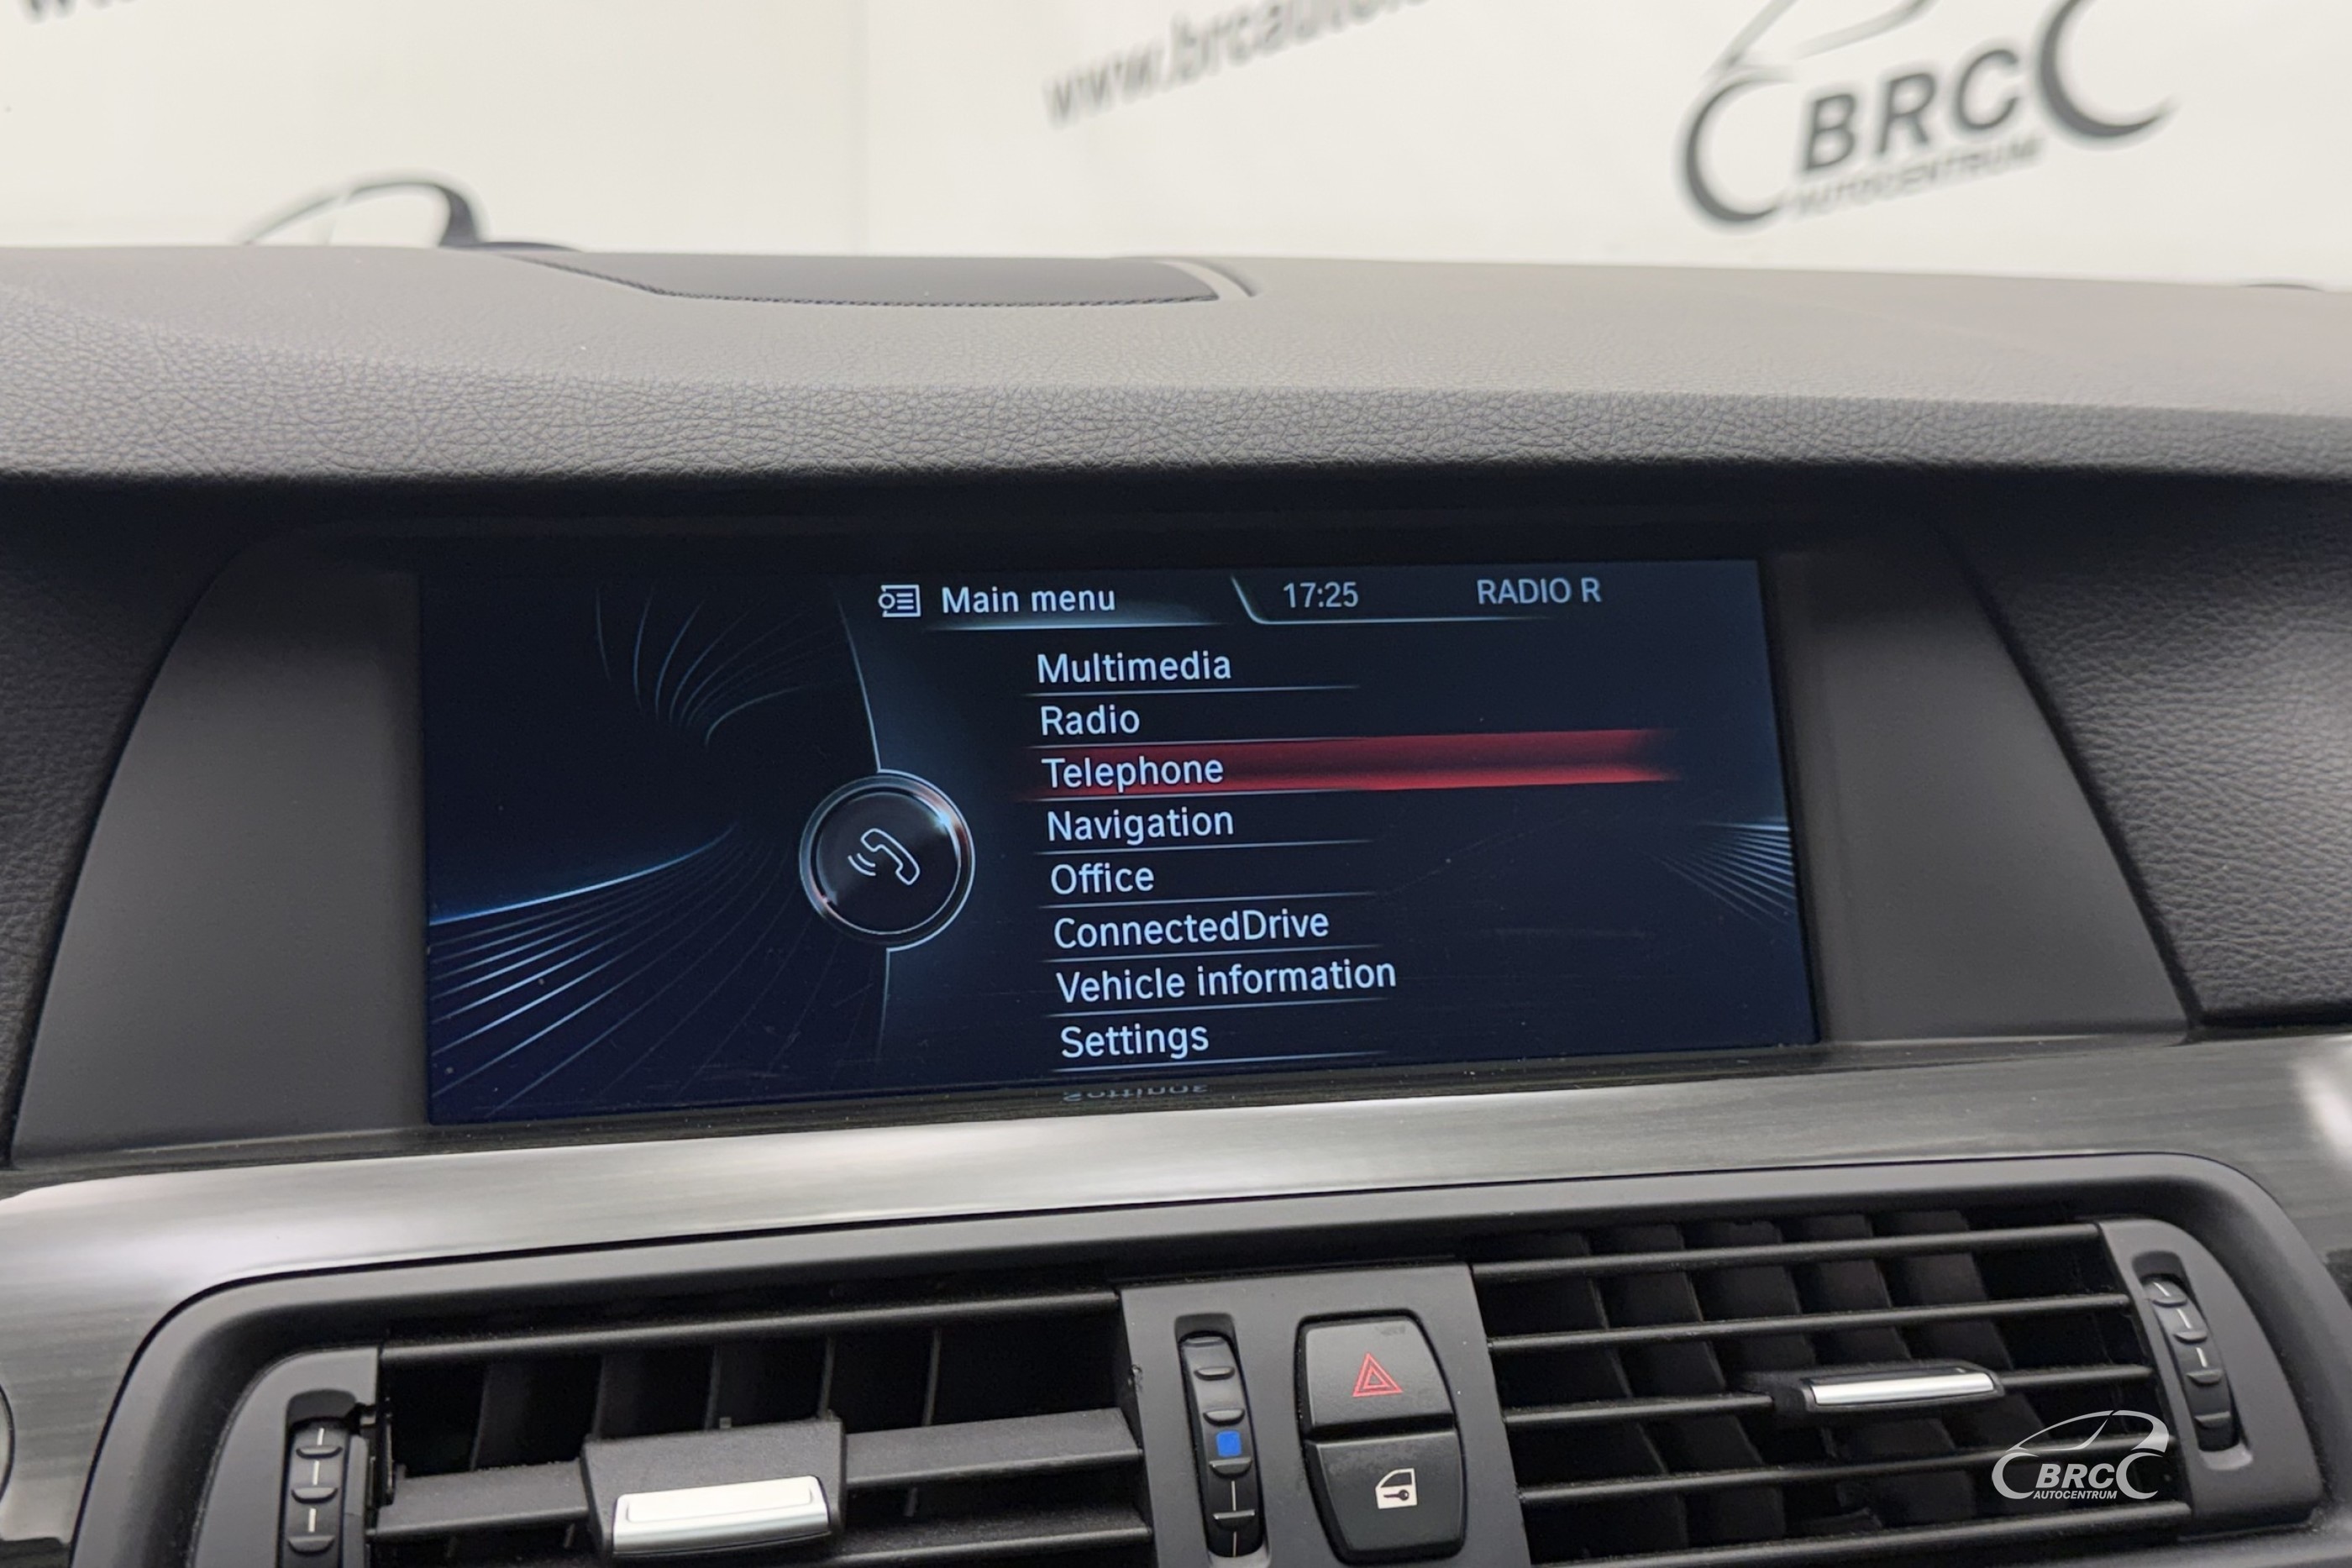 www.brcauto
BRC
AUTOCENTRUM
Main menu 17:25 RADIO R
Multimedia
Radio
Telephone
Navigation
Office
ConnectedDrive
Vehicle information
Settings
BRC
AUTOCENTRUM